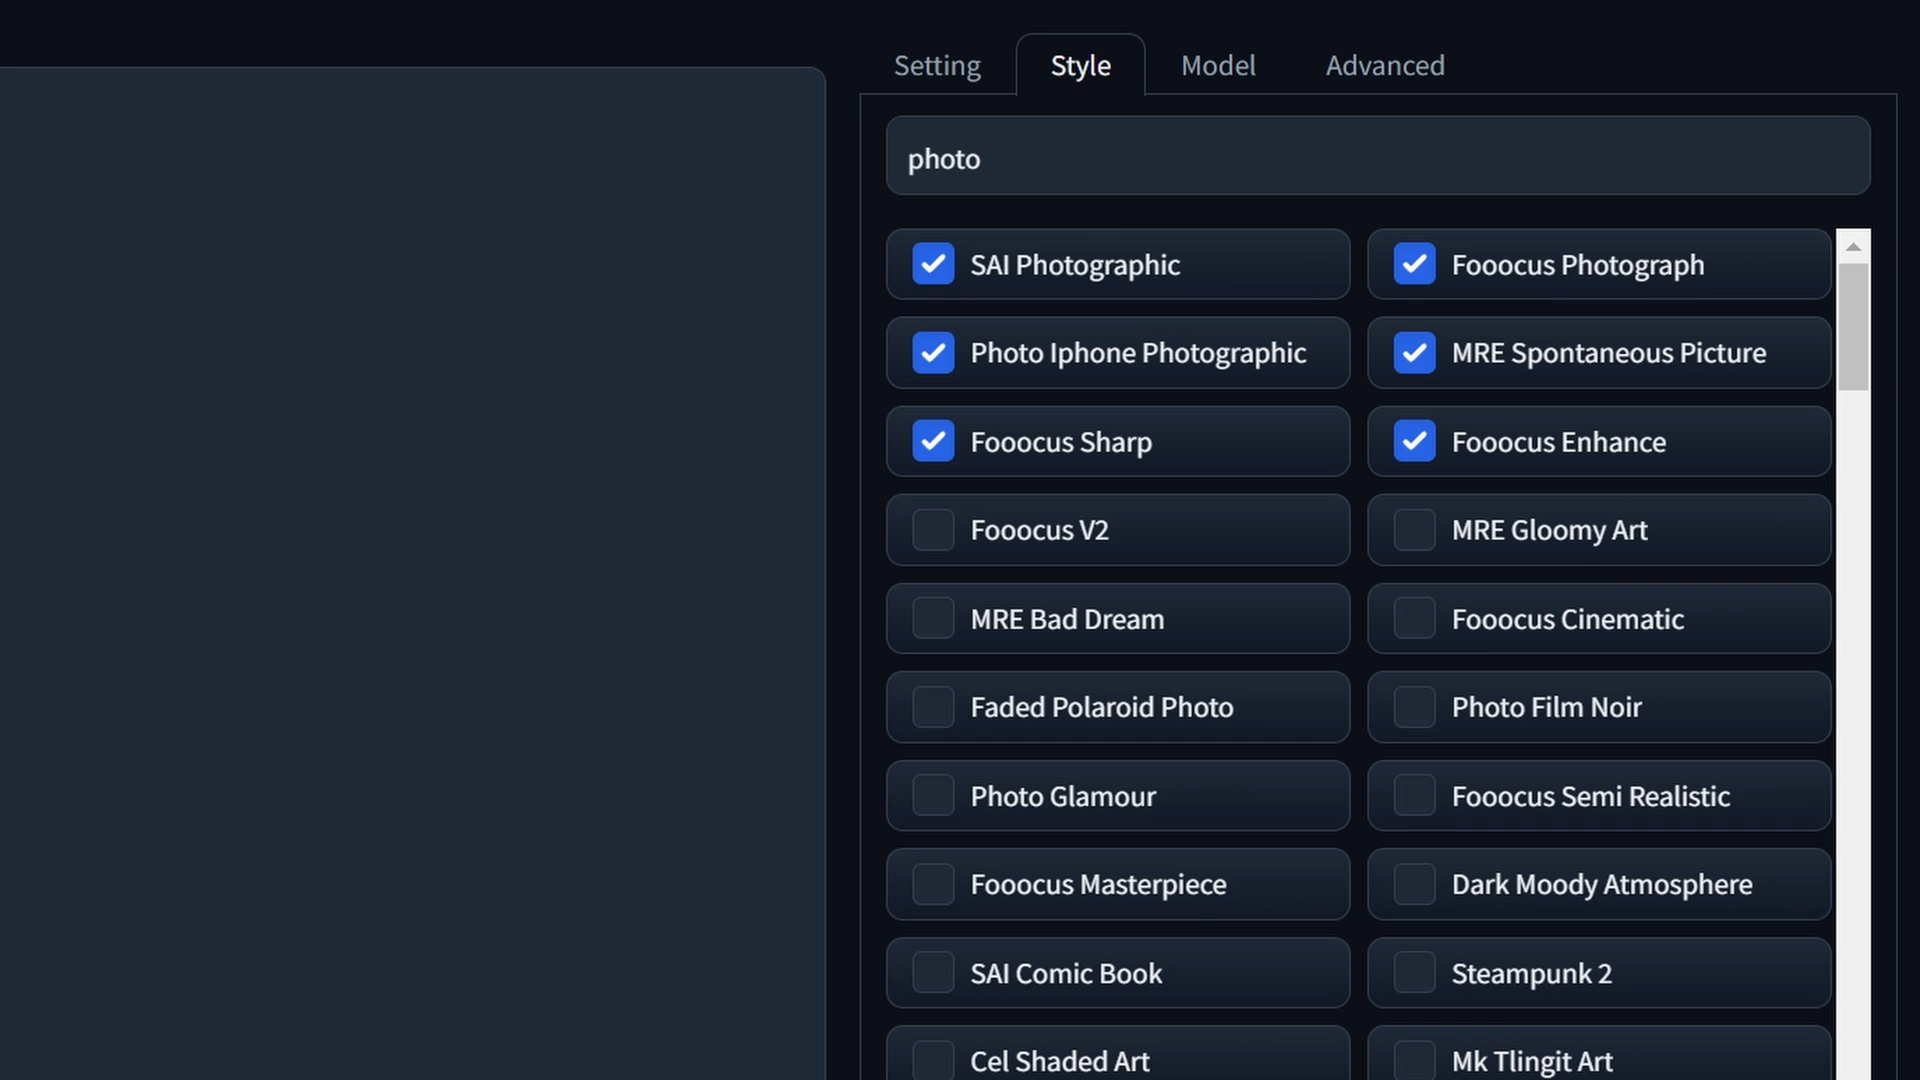 Setting Style Model Advanced
photo
SAI Photographic Fooocus Photograph
Photo Iphone Photographic MRE Spontaneous Picture
Fooocus Sharp Fooocus Enhance
Fooocus V2 MRE Gloomy Art
MRE Bad Dream Fooocus Cinematic
Faded Polaroid Photo Photo Film Noir
Photo Glamour Fooocus Semi Realistic
Fooocus Masterpiece Dark Moody Atmosphere
SAI Comic Book Steampunk 2
Cel Shaded Art Mk Tlingit Art